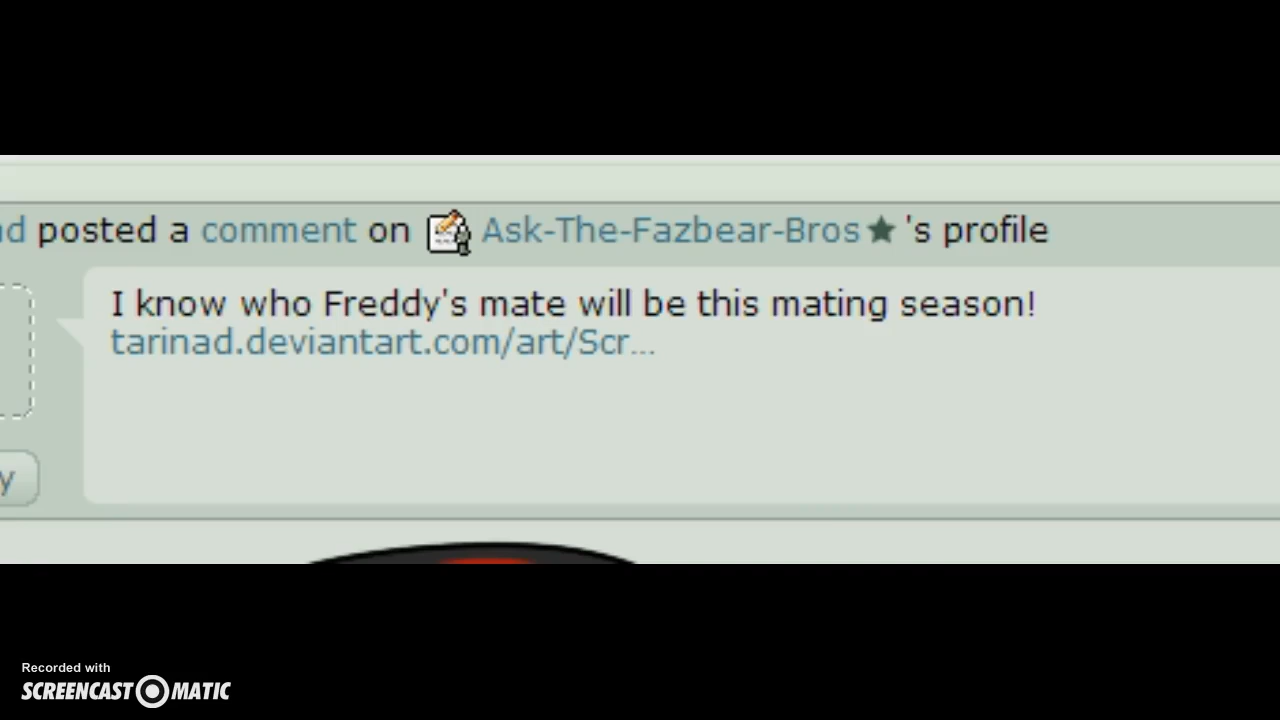 ad posted a comment on Ask-The-Fazbear-Bros★'s profile
I know who Freddy's mate will be this mating season!
tarinad.deviantart.com/art/Scr...
y
Recorded with
SCREENCAST-O-MATIC